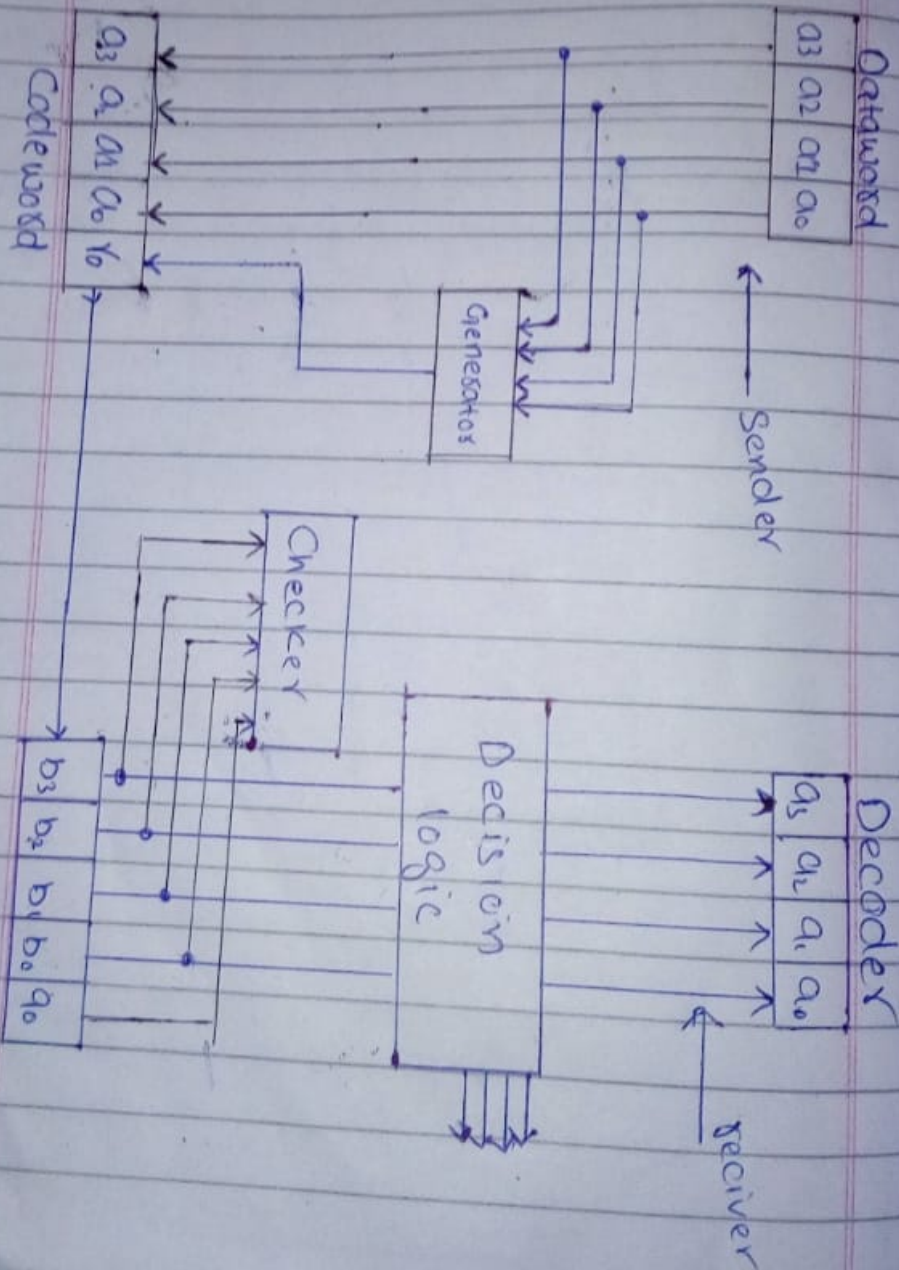 Dataword
a3 a2 a1 a0
Sender
Generator
a3 a2 a1 a0 r0
Codeword
Decoder
a3 a2 a1 a0
reciver
Decision
logic
Checker
b3 b2 b1 b0 q0